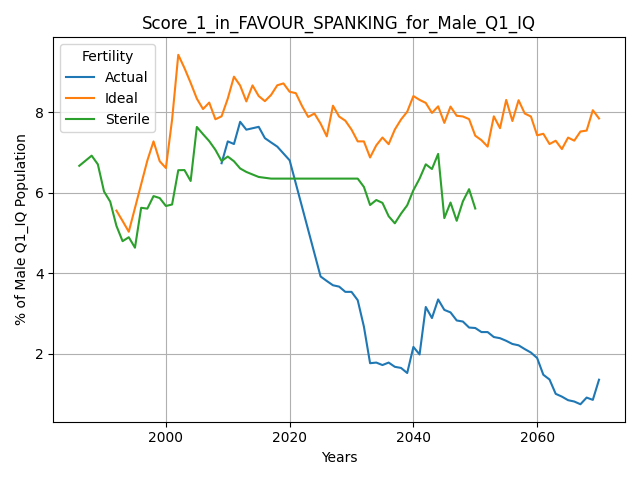 Score_1_in_FAVOUR_SPANKING_for_Male_Q1_IQ
Fertility
Actual
Ideal
Sterile
% of Male Q1_IQ Population
8
6
4
2
2000
2020
2040
2060
Years